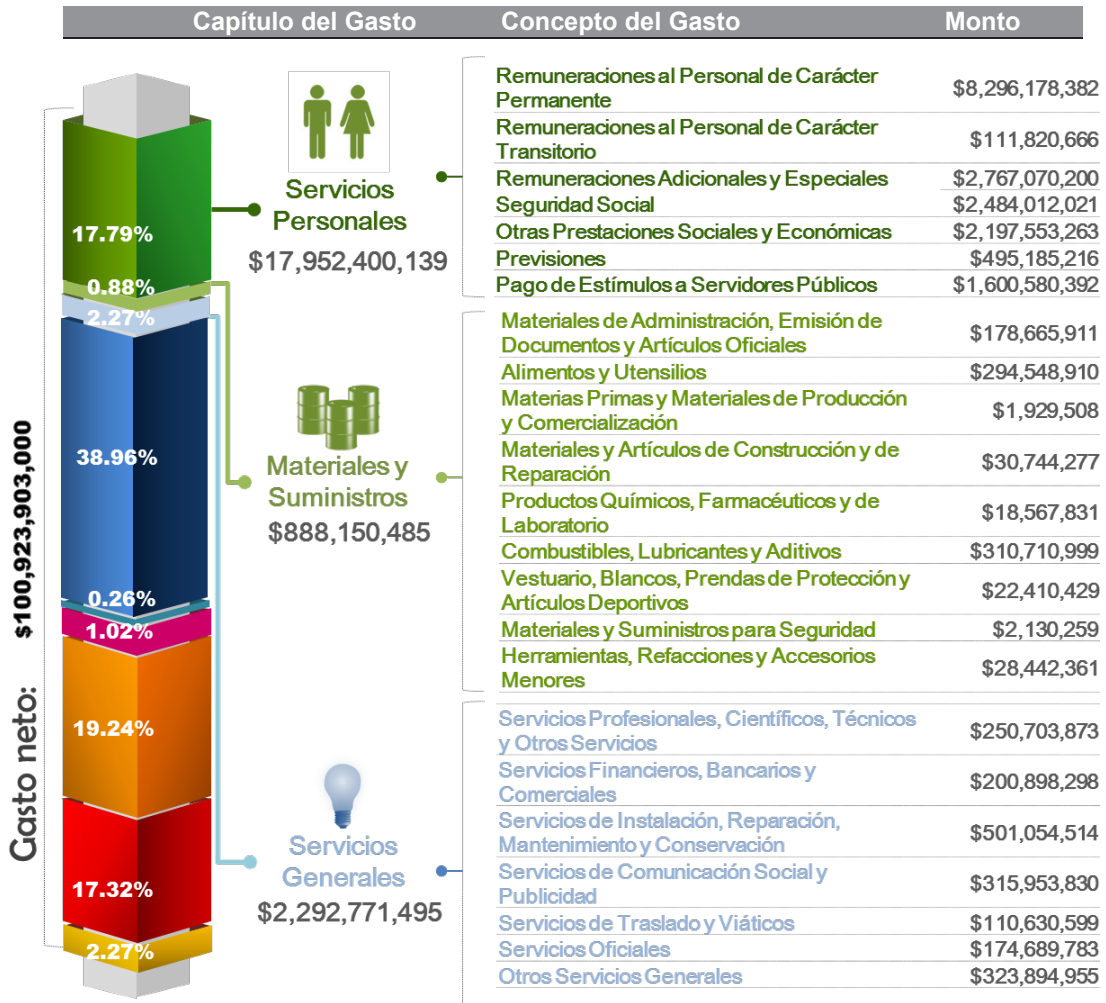 Capítulo del Gasto Concepto del Gasto Monto
Gasto neto: $100,923,903,000
17.79%
0.88%
2.27%
38.96%
0.26%
1.02%
19.24%
17.32%
2.27%
Servicios
Personales
$17,952,400,139
Remuneraciones al Personal de Carácter
Permanente
$8,296,178,382
Remuneraciones al Personal de Carácter
Transitorio
$111,820,666
Remuneraciones Adicionales y Especiales $2,767,070,200
Seguridad Social $2,484,012,021
Otras Prestaciones Sociales y Económicas $2,197,553,263
Previsiones $495,185,216
Pago de Estímulos a Servidores Públicos $1,600,580,392
Materiales y
Suministros
$888,150,485
Materiales de Administración, Emisión de
Documentos y Artículos Oficiales
$178,665,911
Alimentos y Utensilios $294,548,910
Materias Primas y Materiales de Producción
y Comercialización
$1,929,508
Materiales y Artículos de Construcción y de
Reparación
$30,744,277
Productos Químicos, Farmacéuticos y de
Laboratorio
$18,567,831
Combustibles, Lubricantes y Aditivos $310,710,999
Vestuario, Blancos, Prendas de Protección y
Artículos Deportivos
$22,410,429
Materiales y Suministros para Seguridad $2,130,259
Herramientas, Refacciones y Accesorios
Menores
$28,442,361
Servicios
Generales
$2,292,771,495
Servicios Profesionales, Científicos, Técnicos
y Otros Servicios
$250,703,873
Servicios Financieros, Bancarios y
Comerciales
$200,898,298
Servicios de Instalación, Reparación,
Mantenimiento y Conservación
$501,054,514
Servicios de Comunicación Social y
Publicidad
$315,953,830
Servicios de Traslado y Viáticos $110,630,599
Servicios Oficiales $174,689,783
Otros Servicios Generales $323,894,955